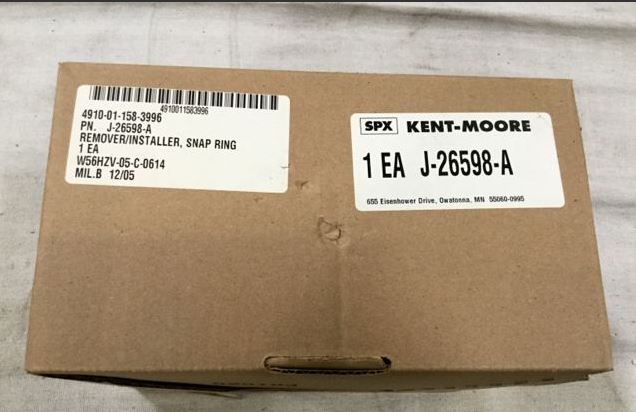 4910011583996
4910-01-158-3996
PN. J-26598-A
REMOVER/INSTALLER, SNAP RING
1 EA
W56HZV-05-C-0614
MIL.B 12/05
SPX KENT-MOORE
1 EA J-26598-A
655 Eisenhower Drive, Owatonna, MN 55060-0995